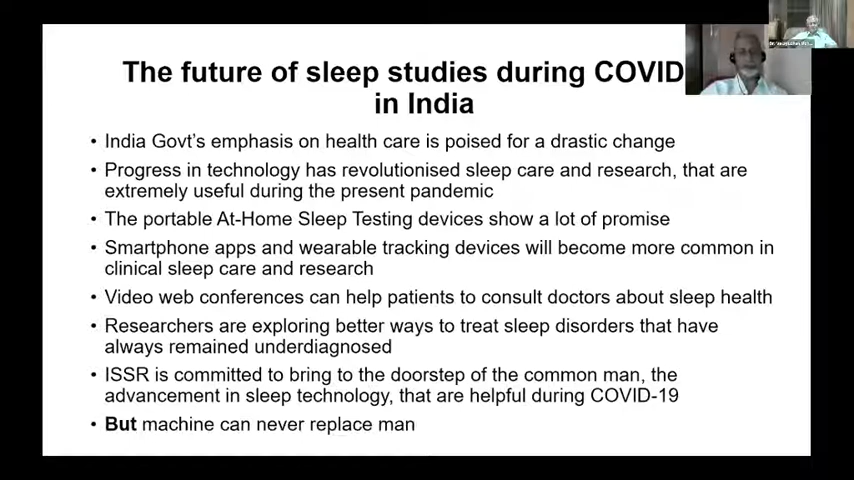 The future of sleep studies during COVID
in India
• India Govt's emphasis on health care is poised for a drastic change
• Progress in technology has revolutionised sleep care and research, that are
extremely useful during the present pandemic
• The portable At-Home Sleep Testing devices show a lot of promise
• Smartphone apps and wearable tracking devices will become more common in
clinical sleep care and research
• Video web conferences can help patients to consult doctors about sleep health
• Researchers are exploring better ways to treat sleep disorders that have
always remained underdiagnosed
• ISSR is committed to bring to the doorstep of the common man, the
advancement in sleep technology, that are helpful during COVID-19
• But machine can never replace man